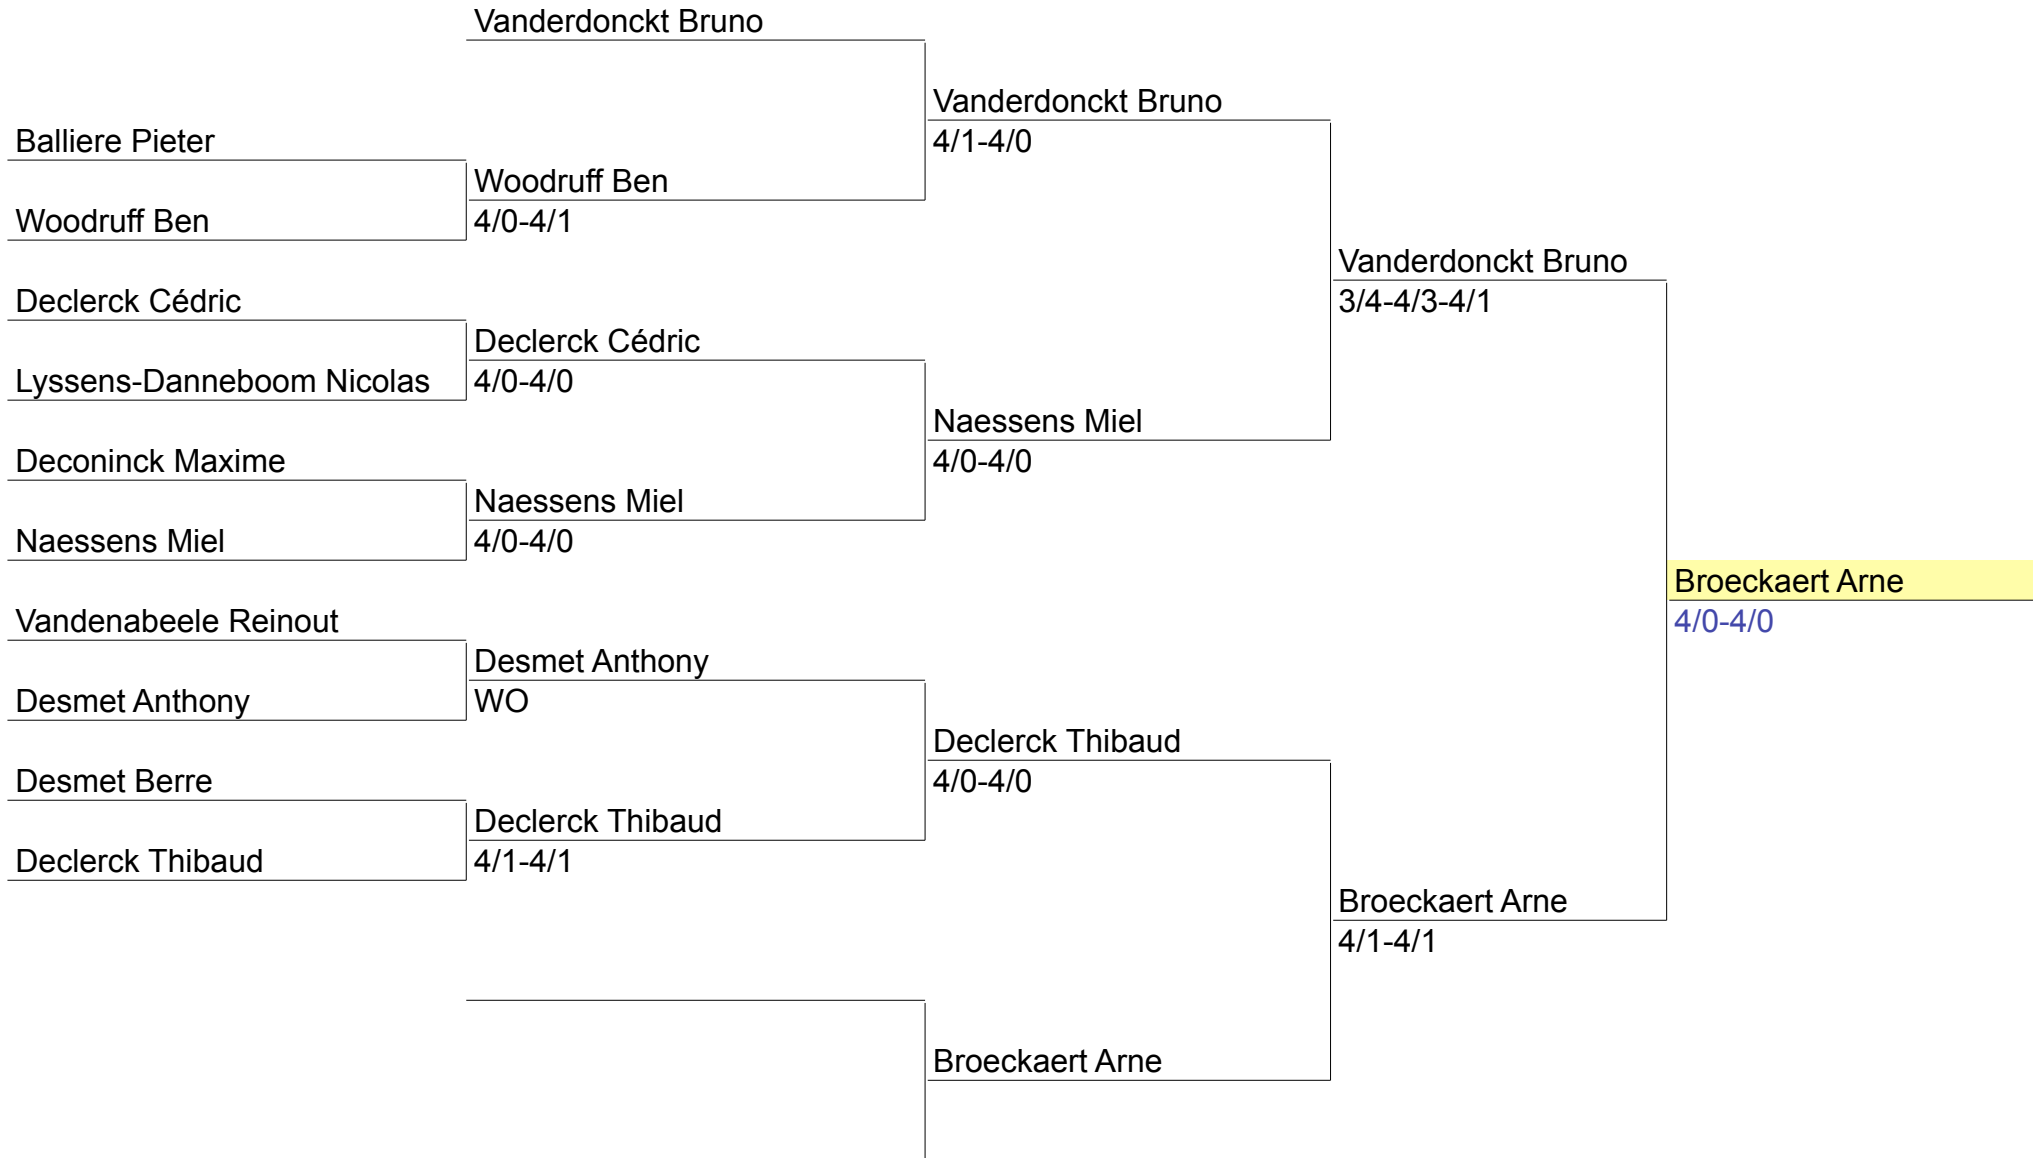 Vanderdonckt Bruno
Vanderdonckt Bruno
Balliere Pieter
4/1-4/0
Woodruff Ben
Woodruff Ben
4/0-4/1
Vanderdonckt Bruno
Declerck Cédric
3/4-4/3-4/1
Declerck Cédric
Lyssens-Danneboom Nicolas
4/0-4/0
Naessens Miel
Deconinck Maxime
4/0-4/0
Naessens Miel
Naessens Miel
4/0-4/0
Broeckaert Arne
Vandenabeele Reinout
4/0-4/0
Desmet Anthony
Desmet Anthony
WO
Declerck Thibaud
Desmet Berre
4/0-4/0
Declerck Thibaud
Declerck Thibaud
4/1-4/1
Broeckaert Arne
4/1-4/1
Broeckaert Arne